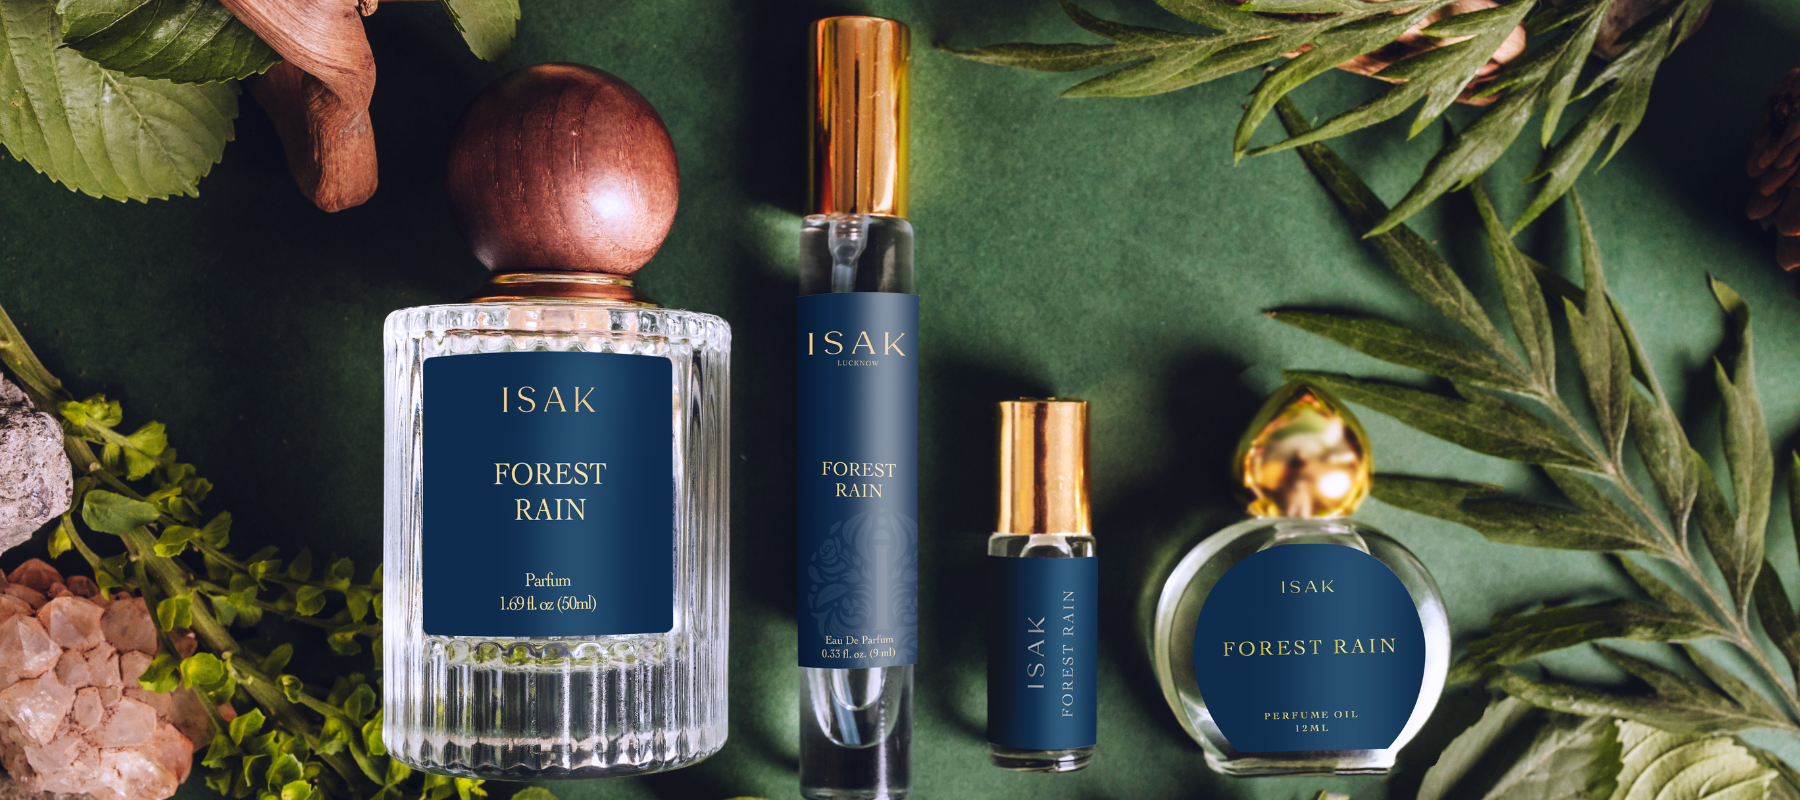 ISAK
FOREST
RAIN
Parfum
1.69 fl. oz (50ml)
ISAK
LUCKNOW
FOREST
RAIN
Eau De Parfum
0.33 fl. oz. (9 ml)
ISAK
FOREST RAIN
ISAK
FOREST RAIN
PERFUME OIL
12ML